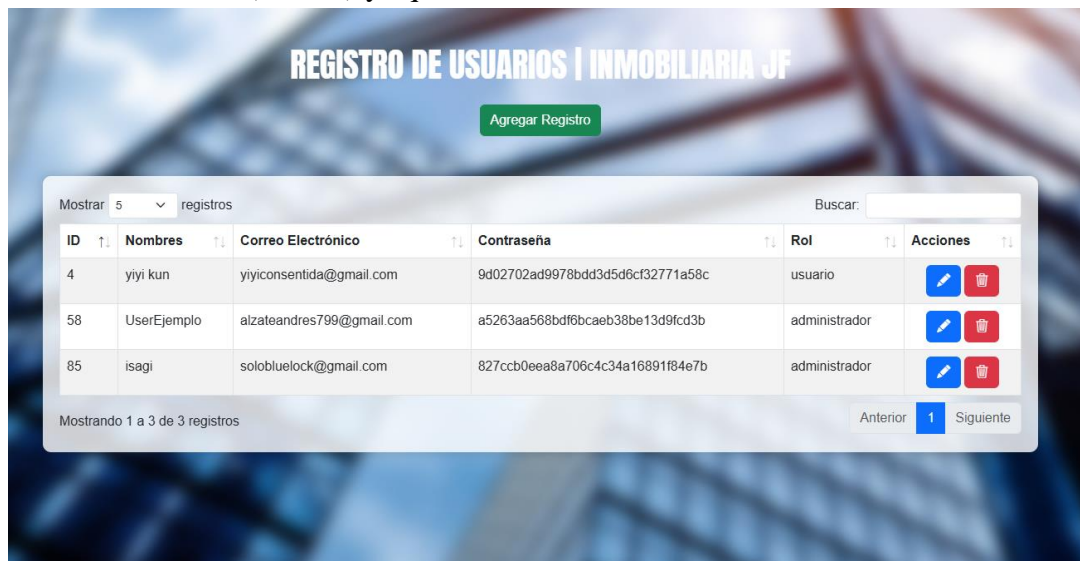 REGISTRO DE USUARIOS | INMOBILIARIA JF
Agregar Registro
Mostrar 5 registros Buscar:
ID Nombres Correo Electrónico Contraseña Rol Acciones
4 yiyi kun yiyiconsentida@gmail.com 9d02702ad9978bdd3d5d6cf32771a58c usuario
58 UserEjemplo alzateandres799@gmail.com a5263aa568bdf6bcaeb38be13d9fcd3b administrador
85 isagi solobluelock@gmail.com 827ccb0eea8a706c4c34a16891f84e7b administrador
Mostrando 1 a 3 de 3 registros Anterior 1 Siguiente